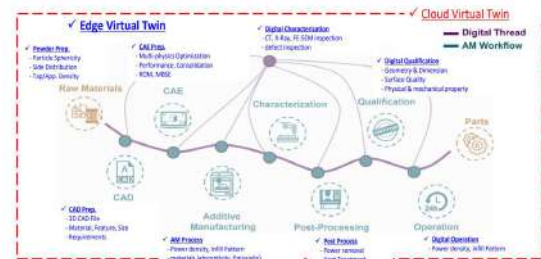 ✓ Cloud Virtual Twin
✓ Edge Virtual Twin
Digital Thread
AM Workflow
✓ Digital Characterization
- CT, X-Ray, FE SEM inspection
- defect inspection
✓ Powder Prep.
- Particle Sphericity
- Side Distribution
- Tap/App. Density
✓ CAE Prep.
- Multi-physics Optimization
- Performance, Consolidation
- ROM, MBSE
✓ Digital Qualification
- Geometry & Dimension
- Surface Quality
- Physical & mechanical property
Raw Materials
CAE
Characterization
Qualification
Parts
CAD
Additive
Manufacturing
Post-Processing
Operation
24h
✓ CAD Prep.
- 3D CAD File
- Material, Feature, Size
Requirements
✓ AM Process
- Power density, Infill Pattern
✓ Post Process
- Power removal
✓ Digital Operation
- Power density, Infill Pattern